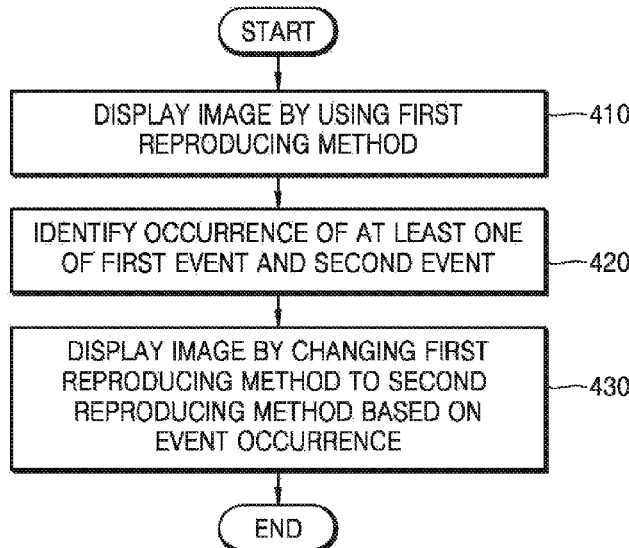 START
DISPLAY IMAGE BY USING FIRST
REPRODUCING METHOD
410
IDENTIFY OCCURRENCE OF AT LEAST ONE
OF FIRST EVENT AND SECOND EVENT
420
DISPLAY IMAGE BY CHANGING FIRST
REPRODUCING METHOD TO SECOND
REPRODUCING METHOD BASED ON
EVENT OCCURRENCE
430
END